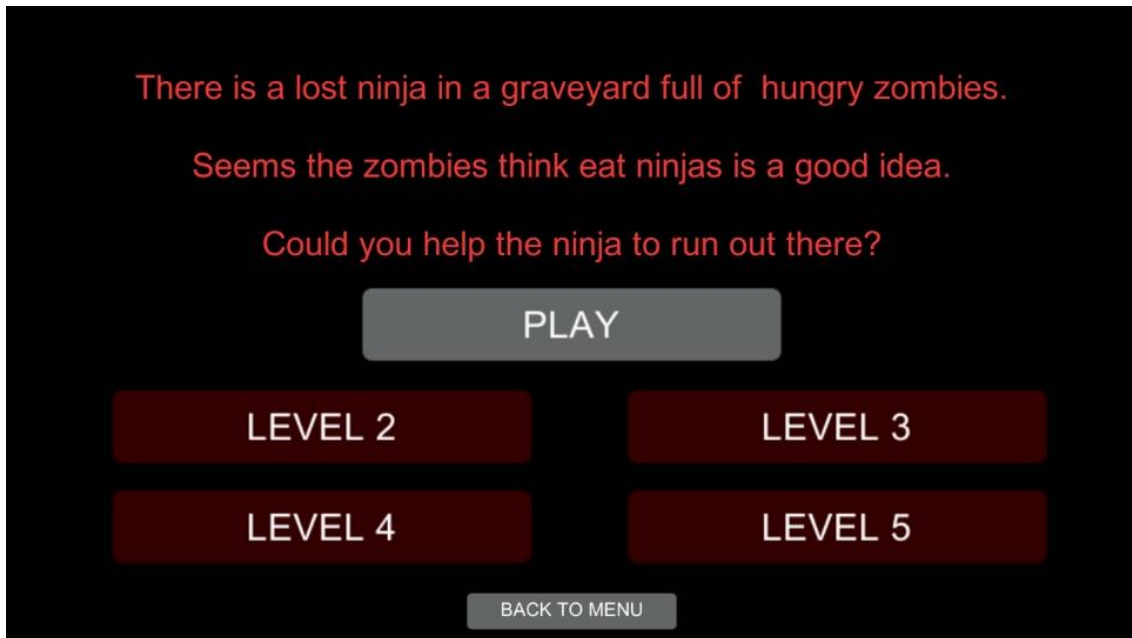 There is a lost ninja in a graveyard full of  hungry zombies.
Seems the zombies think eat ninjas is a good idea.
Could you help the ninja to run out there?
PLAY
LEVEL 2
LEVEL 3
LEVEL 4
LEVEL 5
BACK TO MENU